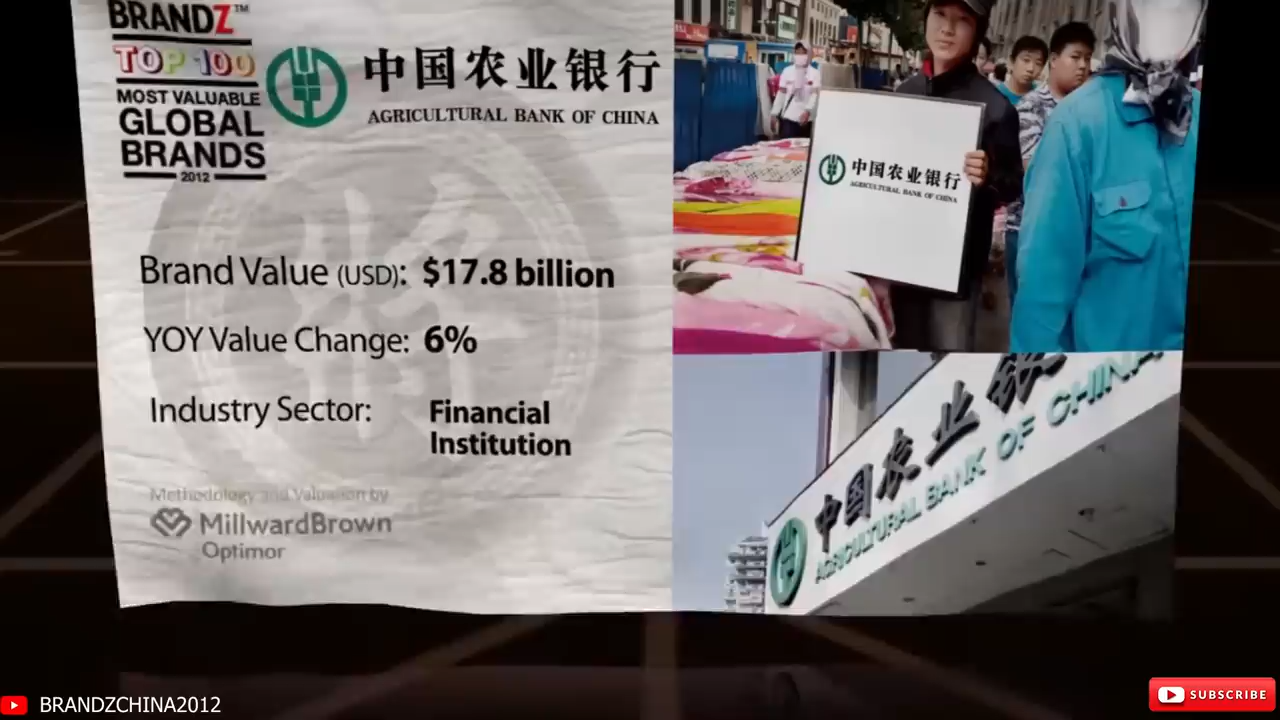 BRANDZ™
TOP 100
MOST VALUABLE
GLOBAL
BRANDS
2012
中国农业银行
AGRICULTURAL BANK OF CHINA
Brand Value (USD): $17.8 billion
YOY Value Change: 6%
Industry Sector: Financial
Institution
Methodology and Valuation by
MillwardBrown
Optimor
中国农业银行
AGRICULTURAL BANK OF CHINA
中国农业银
AGRICULTURAL BANK OF CHINA
BRANDZCHINA2012
SUBSCRIBE